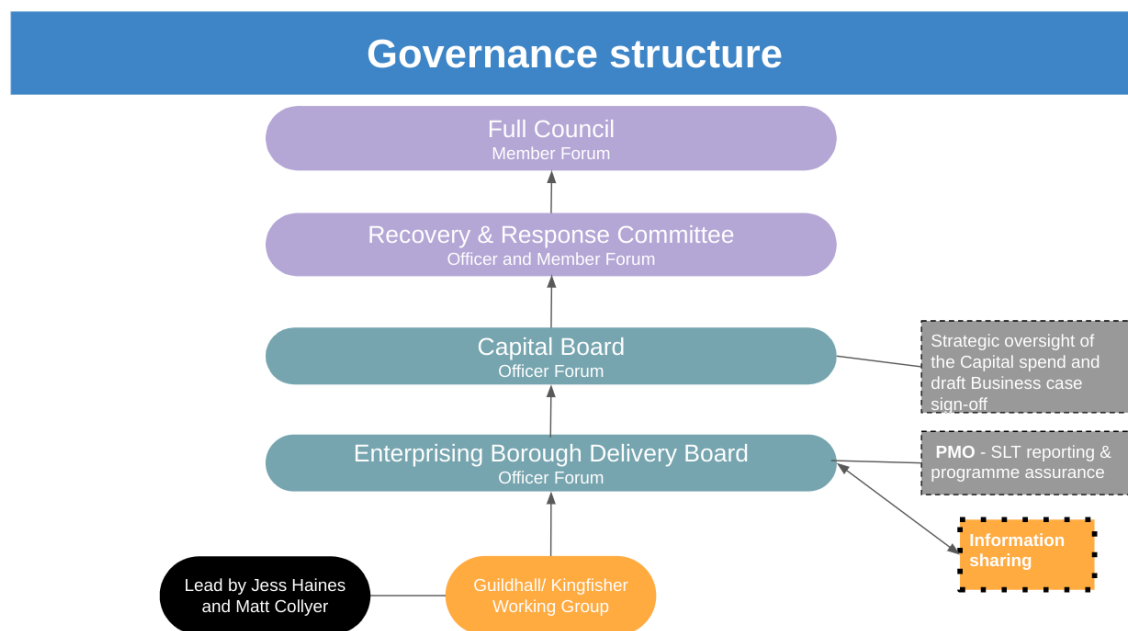 Governance structure
Full Council
Member Forum
Recovery & Response Committee
Officer and Member Forum
Capital Board
Officer Forum
Strategic oversight of
the Capital spend and
draft Business case
sign-off
Enterprising Borough Delivery Board
Officer Forum
PMO - SLT reporting &
programme assurance
Information
sharing
Lead by Jess Haines
and Matt Collyer
Guildhall/ Kingfisher
Working Group